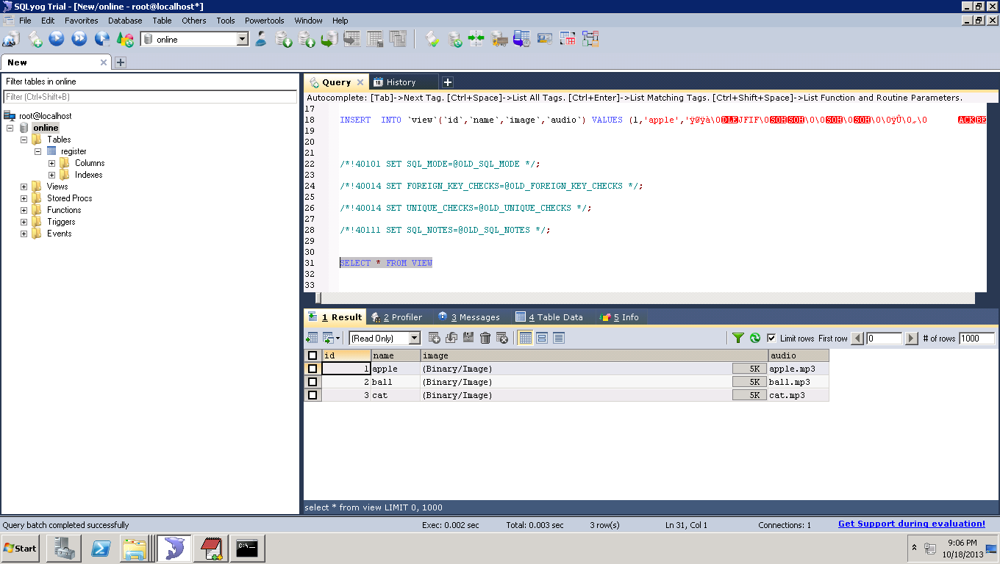 SQLyog Trial - [New/online - root@localhost*]
File Edit Favorites Database Table Others Tools Powertools Window Help
online
New
Filter tables in online
Filter (Ctrl+Shift+B)
root@localhost
online
Tables
register
Columns
Indexes
Views
Stored Procs
Functions
Triggers
Events
Query History
Autocomplete: [Tab]->Next Tag. [Ctrl+Space]->List All Tags. [Ctrl+Enter]->List Matching Tags. [Ctrl+Shift+Space]->List Function and Routine Parameters.
17
18 INSERT INTO `view`(`id`,`name`,`image`,`audio`) VALUES (1,'apple','ÿØÿà\0DLEJFIF\0SOHSOH\0\0SOH\0SOH\0\0ÿÛ\0„\0 ACKBE
19
20
21
22 /*!40101 SET SQL_MODE=@OLD_SQL_MODE */;
23
24 /*!40014 SET FOREIGN_KEY_CHECKS=@OLD_FOREIGN_KEY_CHECKS */;
25
26 /*!40014 SET UNIQUE_CHECKS=@OLD_UNIQUE_CHECKS */;
27
28 /*!40111 SET SQL_NOTES=@OLD_SQL_NOTES */;
29
30
31 SELECT * FROM VIEW
32
33
1 Result 2 Profiler 3 Messages 4 Table Data 5 Info
(Read Only) Limit rows First row 0 # of rows 1000
id name image audio
1 apple (Binary/Image) 5K apple.mp3
2 ball (Binary/Image) 5K ball.mp3
3 cat (Binary/Image) 5K cat.mp3
select * from view LIMIT 0, 1000
Query batch completed successfully Exec: 0.002 sec Total: 0.003 sec 3 row(s) Ln 31, Col 1 Connections: 1 Get Support during evaluation!
Start C:\_ 9:06 PM
10/18/2013